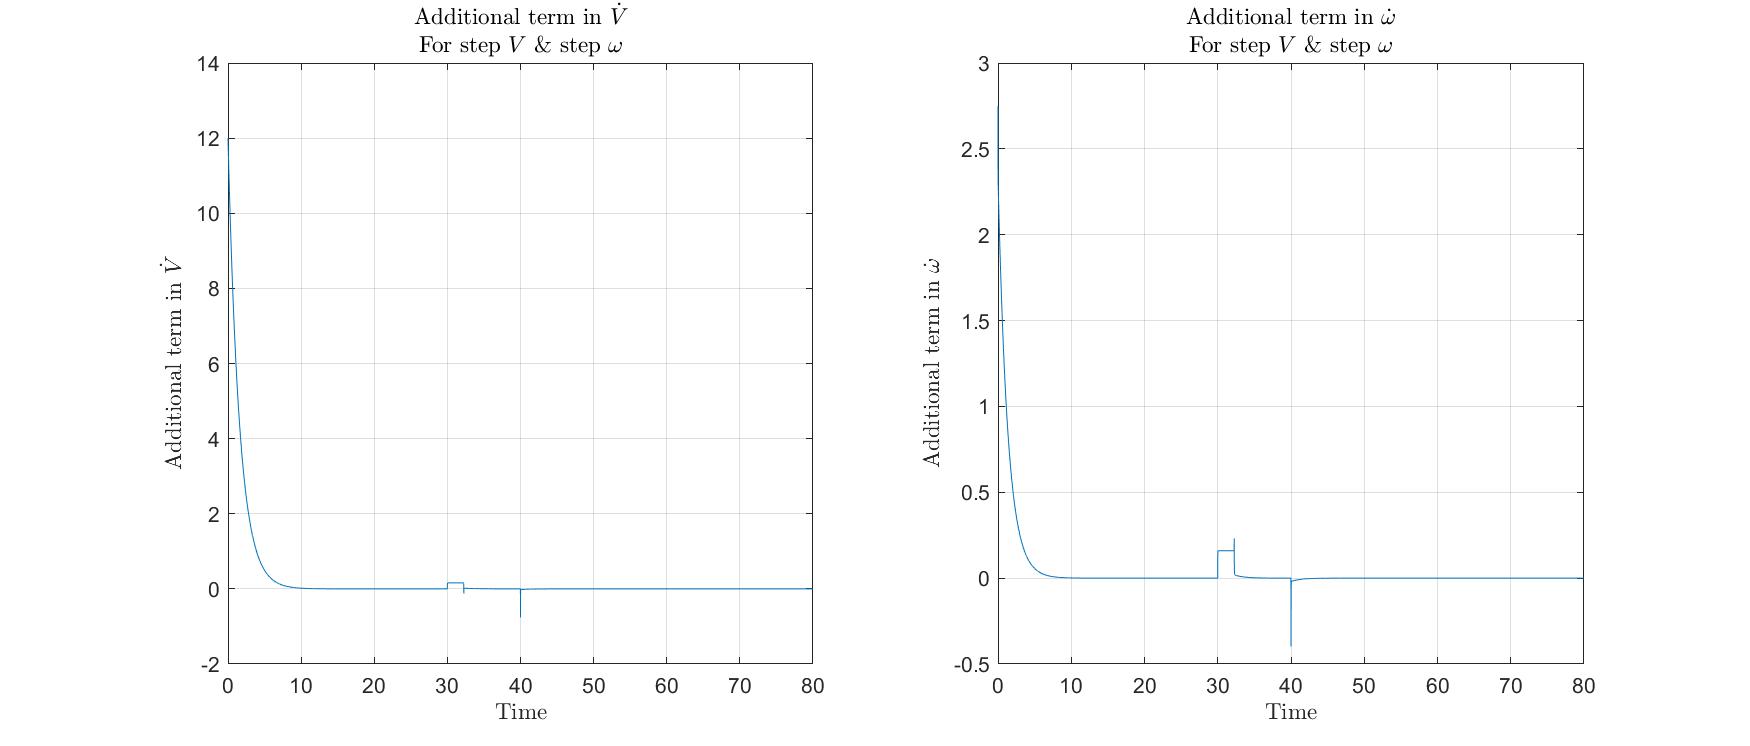 Additional term in V̇
For step V & step ω
14
12
10
8
6
4
2
0
-2
Additional term in V̇
0 10 20 30 40 50 60 70 80
Time
Additional term in ω̇
For step V & step ω
3
2.5
2
1.5
1
0.5
0
-0.5
Additional term in ω̇
0 10 20 30 40 50 60 70 80
Time